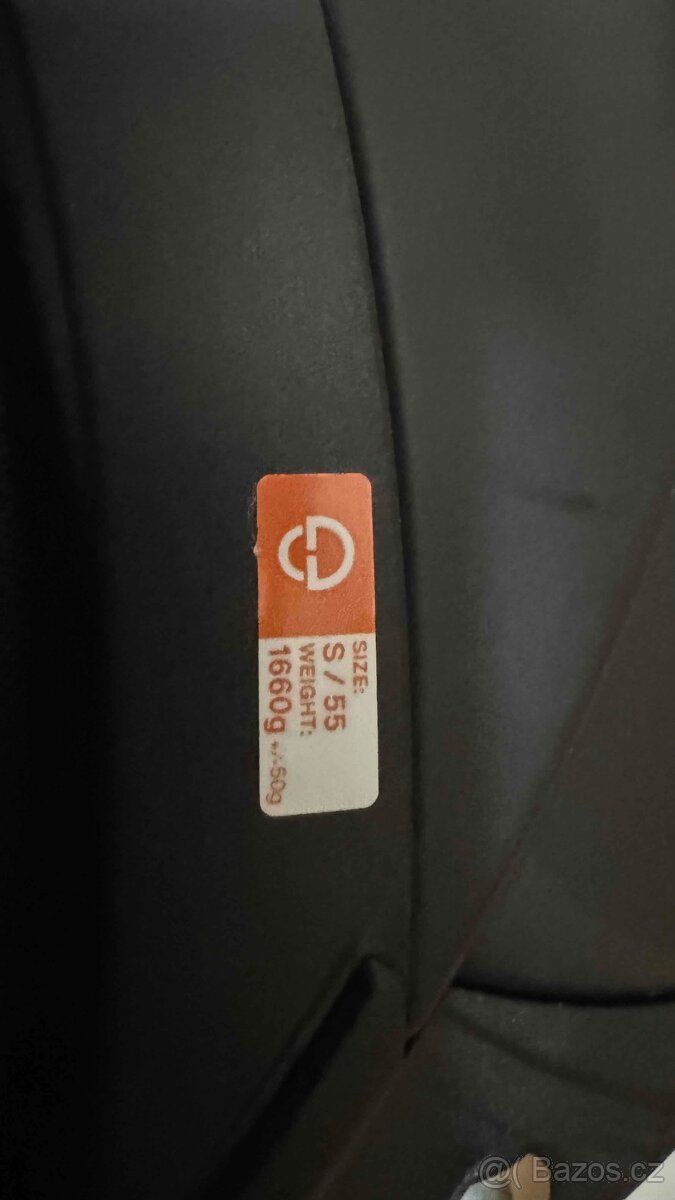 SIZE:
S / 55
WEIGHT:
1660g +/-50g
@( Bazos.cz